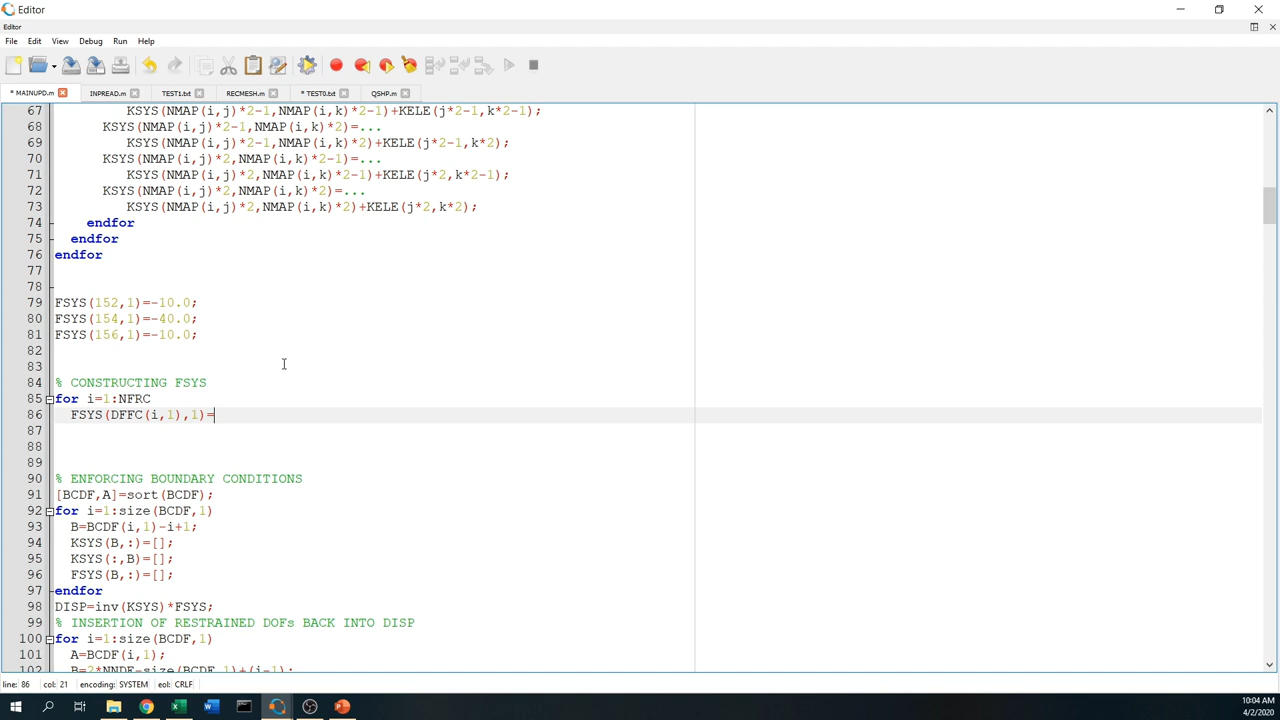 Editor
Editor
File Edit View Debug Run Help
* MAINUPD.m INPREAD.m TEST1.txt RECMESH.m * TEST0.txt QSHP.m
67 KSYS(NMAP(i,j)*2-1,NMAP(i,k)*2-1)+KELE(j*2-1,k*2-1);
68 KSYS(NMAP(i,j)*2-1,NMAP(i,k)*2)=...
69 KSYS(NMAP(i,j)*2-1,NMAP(i,k)*2)+KELE(j*2-1,k*2);
70 KSYS(NMAP(i,j)*2,NMAP(i,k)*2-1)=...
71 KSYS(NMAP(i,j)*2,NMAP(i,k)*2-1)+KELE(j*2,k*2-1);
72 KSYS(NMAP(i,j)*2,NMAP(i,k)*2)=...
73 KSYS(NMAP(i,j)*2,NMAP(i,k)*2)+KELE(j*2,k*2);
74 endfor
75 endfor
76 endfor
77
78
79 FSYS(152,1)=-10.0;
80 FSYS(154,1)=-40.0;
81 FSYS(156,1)=-10.0;
82
83
84 % CONSTRUCTING FSYS
85 for i=1:NFRC
86 FSYS(DFFC(i,1),1)=
87
88
89
90 % ENFORCING BOUNDARY CONDITIONS
91 [BCDF,A]=sort(BCDF);
92 for i=1:size(BCDF,1)
93 B=BCDF(i,1)-i+1;
94 KSYS(B,:)=[];
95 KSYS(:,B)=[];
96 FSYS(B,:)=[];
97 endfor
98 DISP=inv(KSYS)*FSYS;
99 % INSERTION OF RESTRAINED DOFs BACK INTO DISP
100 for i=1:size(BCDF,1)
101 A=BCDF(i,1);
102 B=2*NNDE-size(BCDF,1)+(i-1);
line: 86 col: 21 encoding: SYSTEM eol: CRLF
10:04 AM
4/2/2020